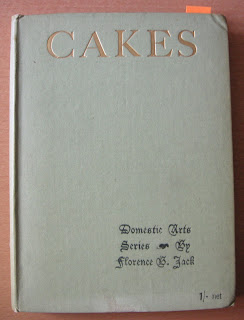 CAKES
Domestic Arts
Series By
Florence B. Jack
1/- net